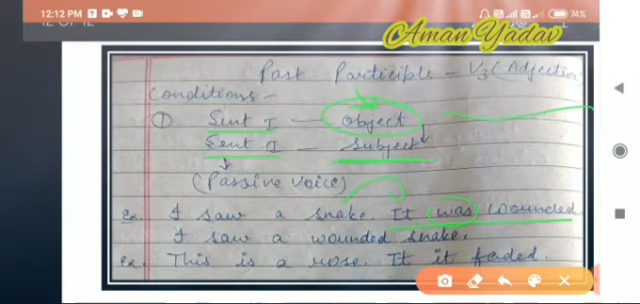 12:12 PM
74%
Aman Yadav
Past Participle – V3 (Adjective)
Conditions –
① Sent I — object
Sent II — Subject
(Passive Voice)
Ex. I saw a snake. It was wounded
I saw a wounded snake.
Ex. This is a rose. It it faded.